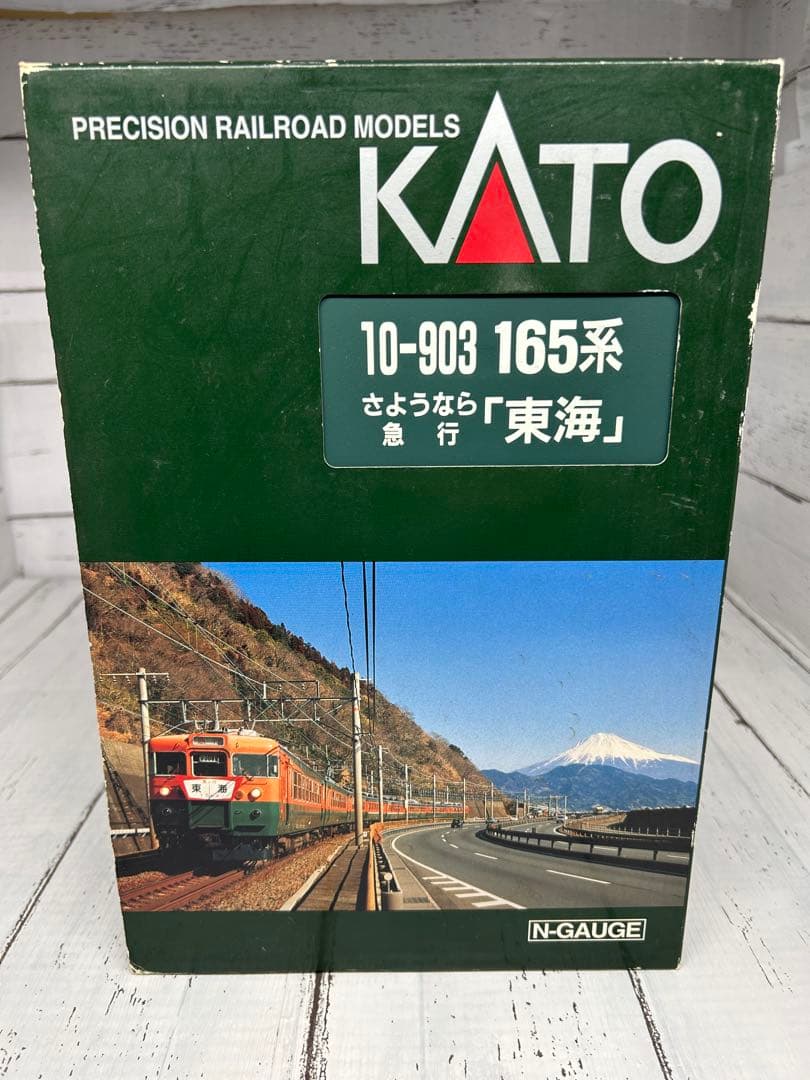 PRECISION RAILROAD MODELS
KATO
10-903 165系
さようなら
急行「東海」
東海
N-GAUGE